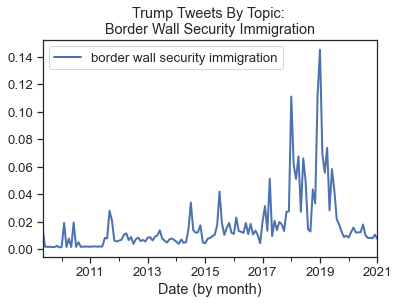 Trump Tweets By Topic:
Border Wall Security Immigration
border wall security immigration
0.14
0.12
0.10
0.08
0.06
0.04
0.02
0.00
2011 2013 2015 2017 2019 2021
Date (by month)